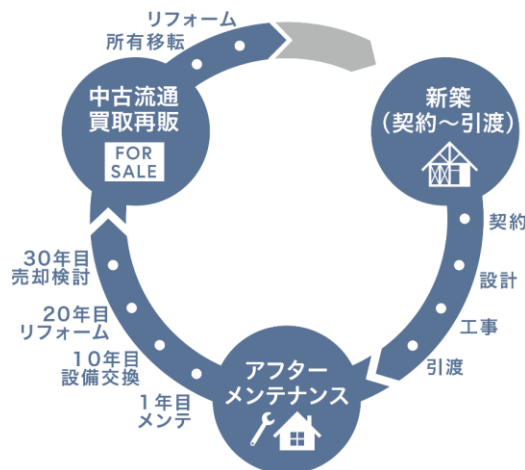 リフォーム
所有移転
中古流通
買取再販
FOR
SALE
新築
（契約～引渡）
契約
設計
工事
引渡
アフター
メンテナンス
1年目
メンテ
10年目
設備交換
20年目
リフォーム
30年目
売却検討